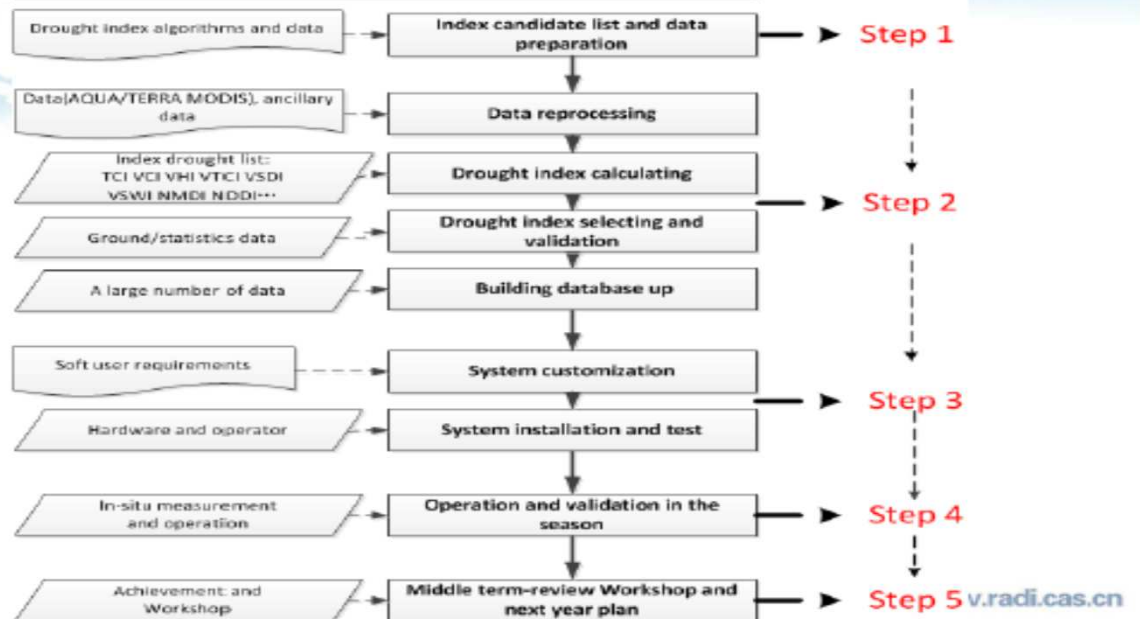 Drought index algorithms and data
Index candidate list and data
preparation
Step 1
Data(AQUA/TERRA MODIS), ancillary
data
Data reprocessing
Index drought list:
TCI VCI VHI VTCI VSDI
VSWI NMDI NDDI···
Drought index calculating
Step 2
Ground/statistics data
Drought index selecting and
validation
A large number of data
Building database up
Soft user requirements
System customization
Step 3
Hardware and operator
System installation and test
In-situ measurement
and operation
Operation and validation in the
season
Step 4
Achievement and
Workshop
Middle term-review Workshop and
next year plan
Step 5
v.radi.cas.cn